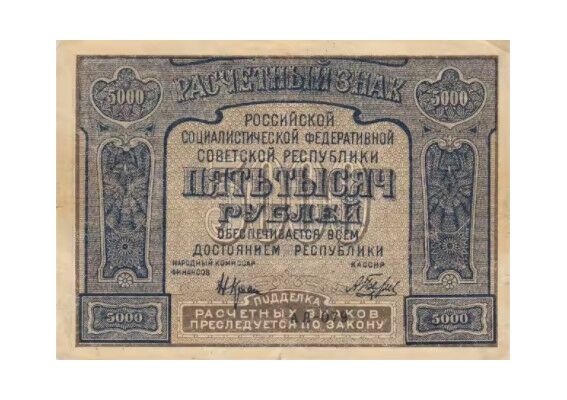 РАСЧЕТНЫЙ ЗНАК
5000 5000
РОССИЙСКОЙ
СОЦИАЛИСТИЧЕСКОЙ ФЕДЕРАТИВНОЙ
СОВЕТСКОЙ РЕСПУБЛИКИ
ПЯТЬ ТЫСЯЧ
РУБЛЕЙ
ОБЕСПЕЧИВАЕТСЯ ВСЕМ
ДОСТОЯНИЕМ РЕСПУБЛИКИ
НАРОДНЫЙ КОМИССАР КАССИР
ФИНАНСОВ
ПОДДЕЛКА
5000 РАСЧЕТНЫХ ЗНАКОВ 5000
ПРЕСЛЕДУЕТСЯ ПО ЗАКОНУ